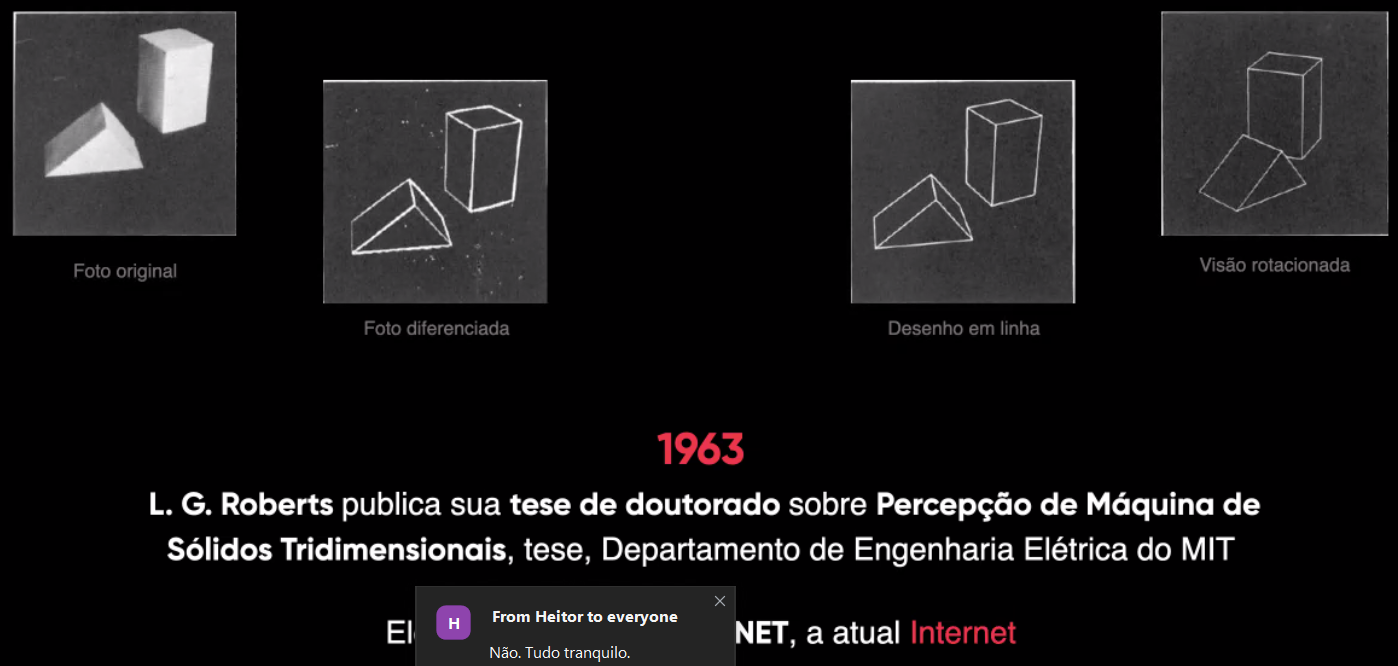 Foto original
Foto diferenciada
Desenho em linha
Visão rotacionada
1963
L. G. Roberts publica sua tese de doutorado sobre Percepção de Máquina de
Sólidos Tridimensionais, tese, Departamento de Engenharia Elétrica do MIT
NET, a atual Internet
H
From Heitor to everyone
Não. Tudo tranquilo.